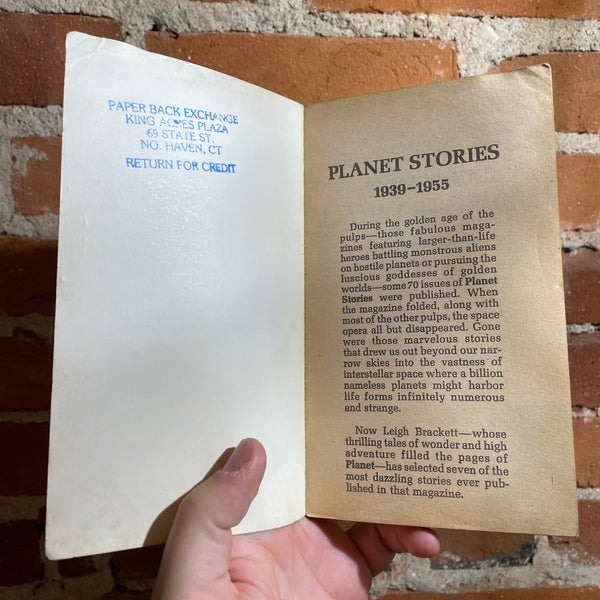 PAPER BACK EXCHANGE
KING ACRES PLAZA
69 STATE ST.
NO. HAVEN, CT
RETURN FOR CREDIT
PLANET STORIES
1939–1955
During the golden age of the
pulps—those fabulous maga-
zines featuring larger-than-life
heroes battling monstrous aliens
on hostile planets or pursuing the
luscious goddesses of golden
worlds—some 70 issues of Planet
Stories were published. When
the magazine folded, along with
most of the other pulps, the space
opera all but disappeared. Gone
were those marvelous stories
that drew us out beyond our nar-
row skies into the vastness of
interstellar space where a billion
nameless planets might harbor
life forms infinitely numerous
and strange.
Now Leigh Brackett—whose
thrilling tales of wonder and high
adventure filled the pages of
Planet—has selected seven of the
most dazzling stories ever pub-
lished in that magazine.